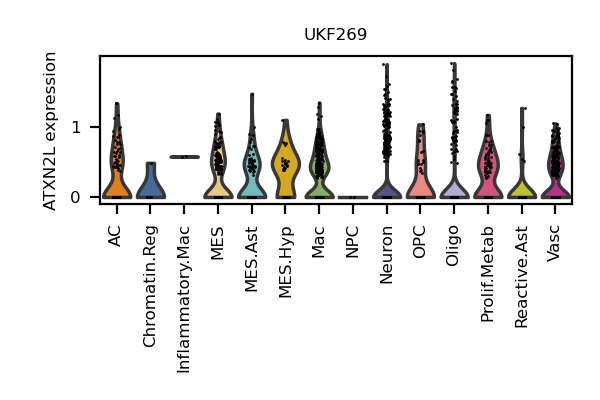 UKF269
ATXN2L expression
1
0
AC
Chromatin.Reg
Inflammatory.Mac
MES
MES.Ast
MES.Hyp
Mac
NPC
Neuron
OPC
Oligo
Prolif.Metab
Reactive.Ast
Vasc